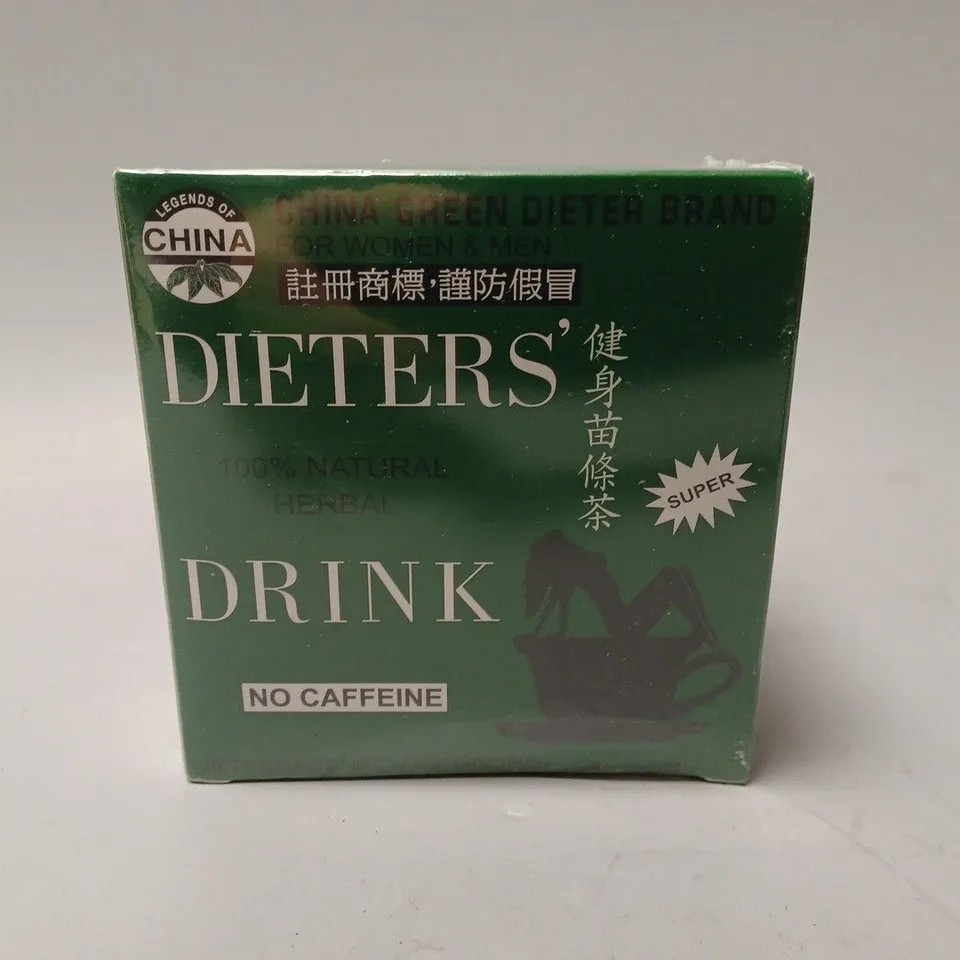 LEGENDS OF
CHINA
CHINA GREEN DIETER BRAND
FOR WOMEN & MEN
註冊商標，謹防假冒
DIETERS’
健身苗條茶
100% NATURAL
HERBAL
SUPER
DRINK
NO CAFFEINE